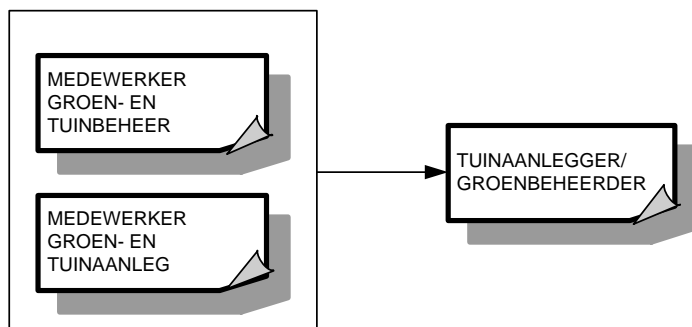 MEDEWERKER
GROEN- EN
TUINBEHEER
MEDEWERKER
GROEN- EN
TUINAANLEG
TUINAANLEGGER/
GROENBEHEERDER